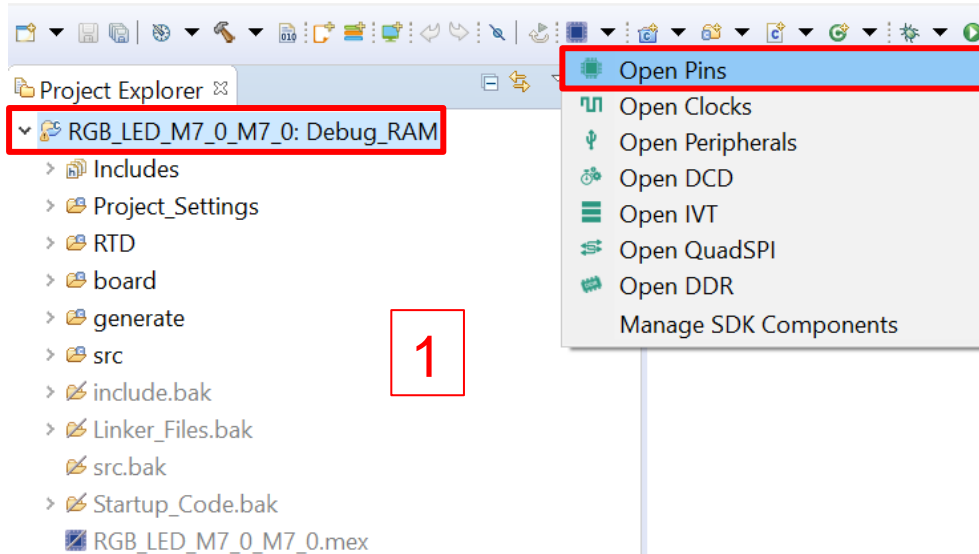 Project Explorer
RGB_LED_M7_0_M7_0: Debug_RAM
Includes
Project_Settings
RTD
board
generate
src
include.bak
Linker_Files.bak
src.bak
Startup_Code.bak
RGB_LED_M7_0_M7_0.mex
1
Open Pins
Open Clocks
Open Peripherals
Open DCD
Open IVT
Open QuadSPI
Open DDR
Manage SDK Components